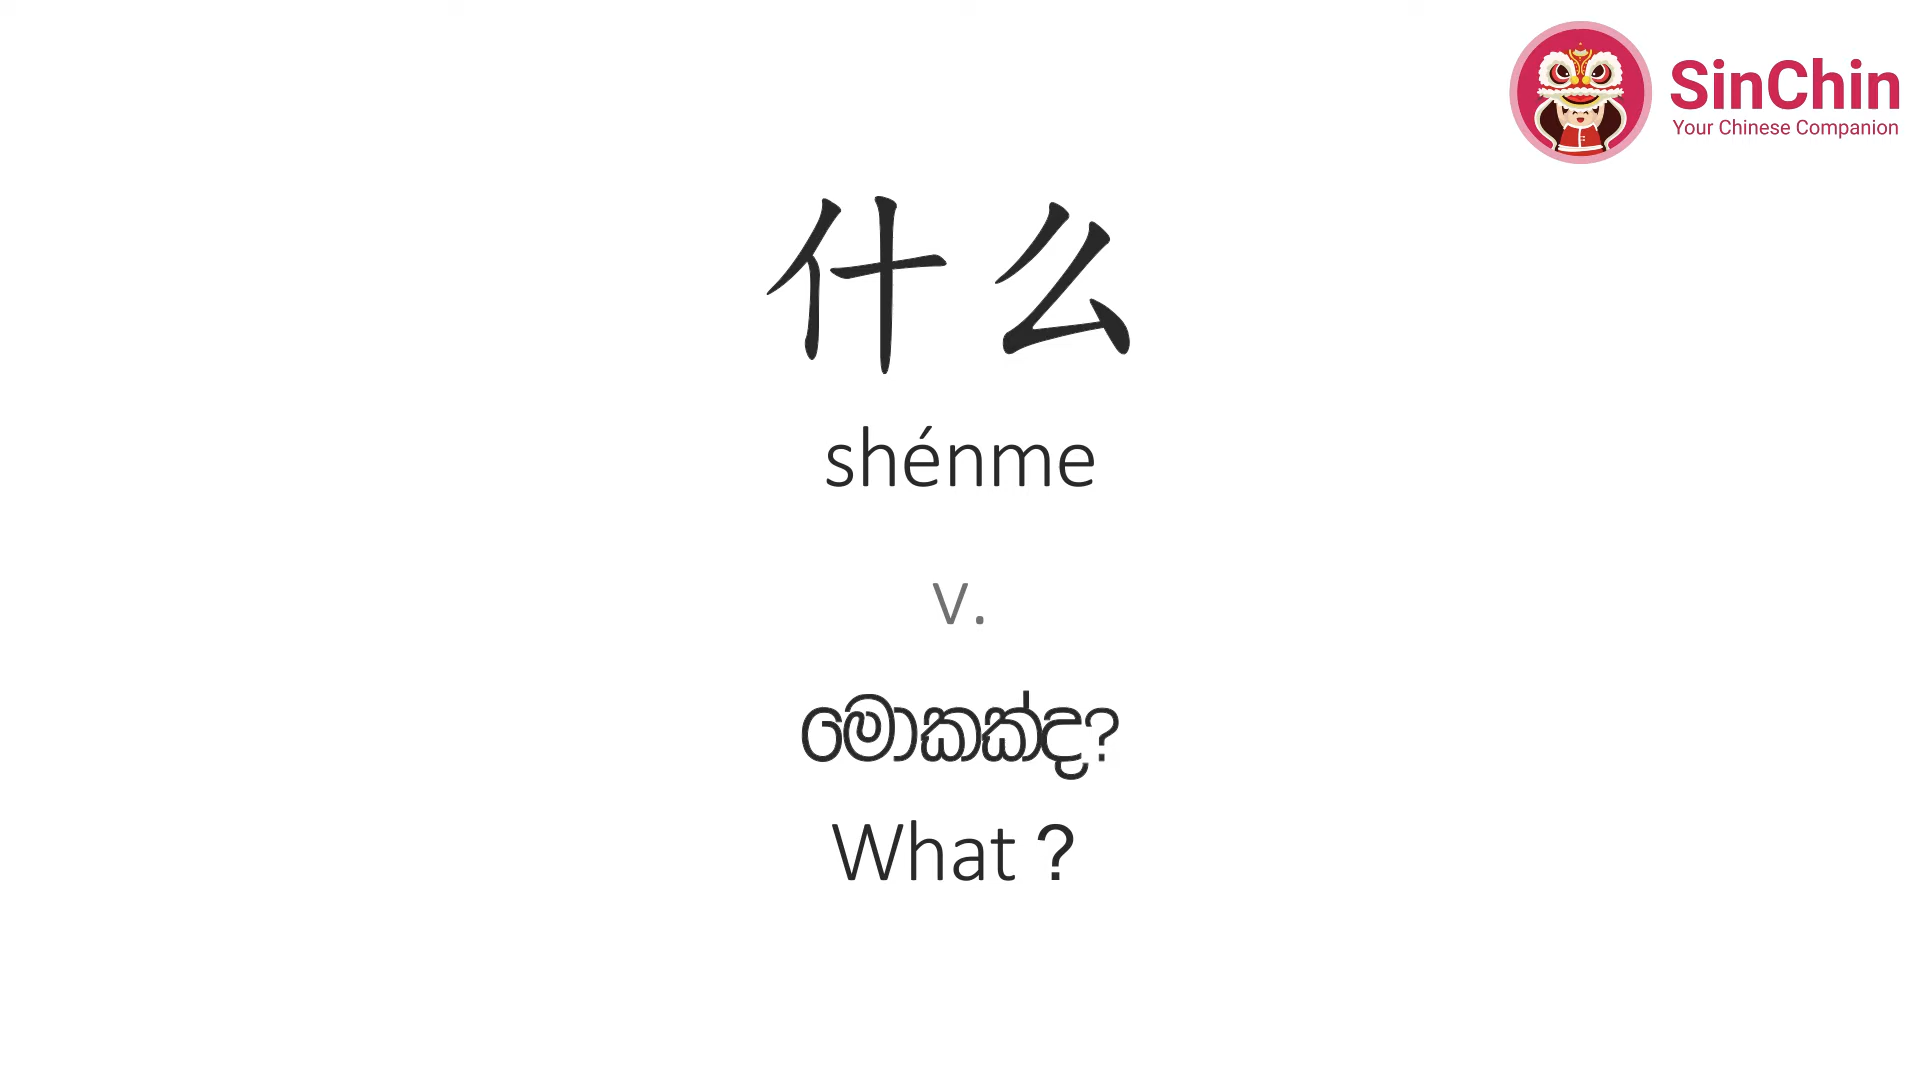 SinChin
Your Chinese Companion
什么
shénme
v.
මොකක්ද?
What ?